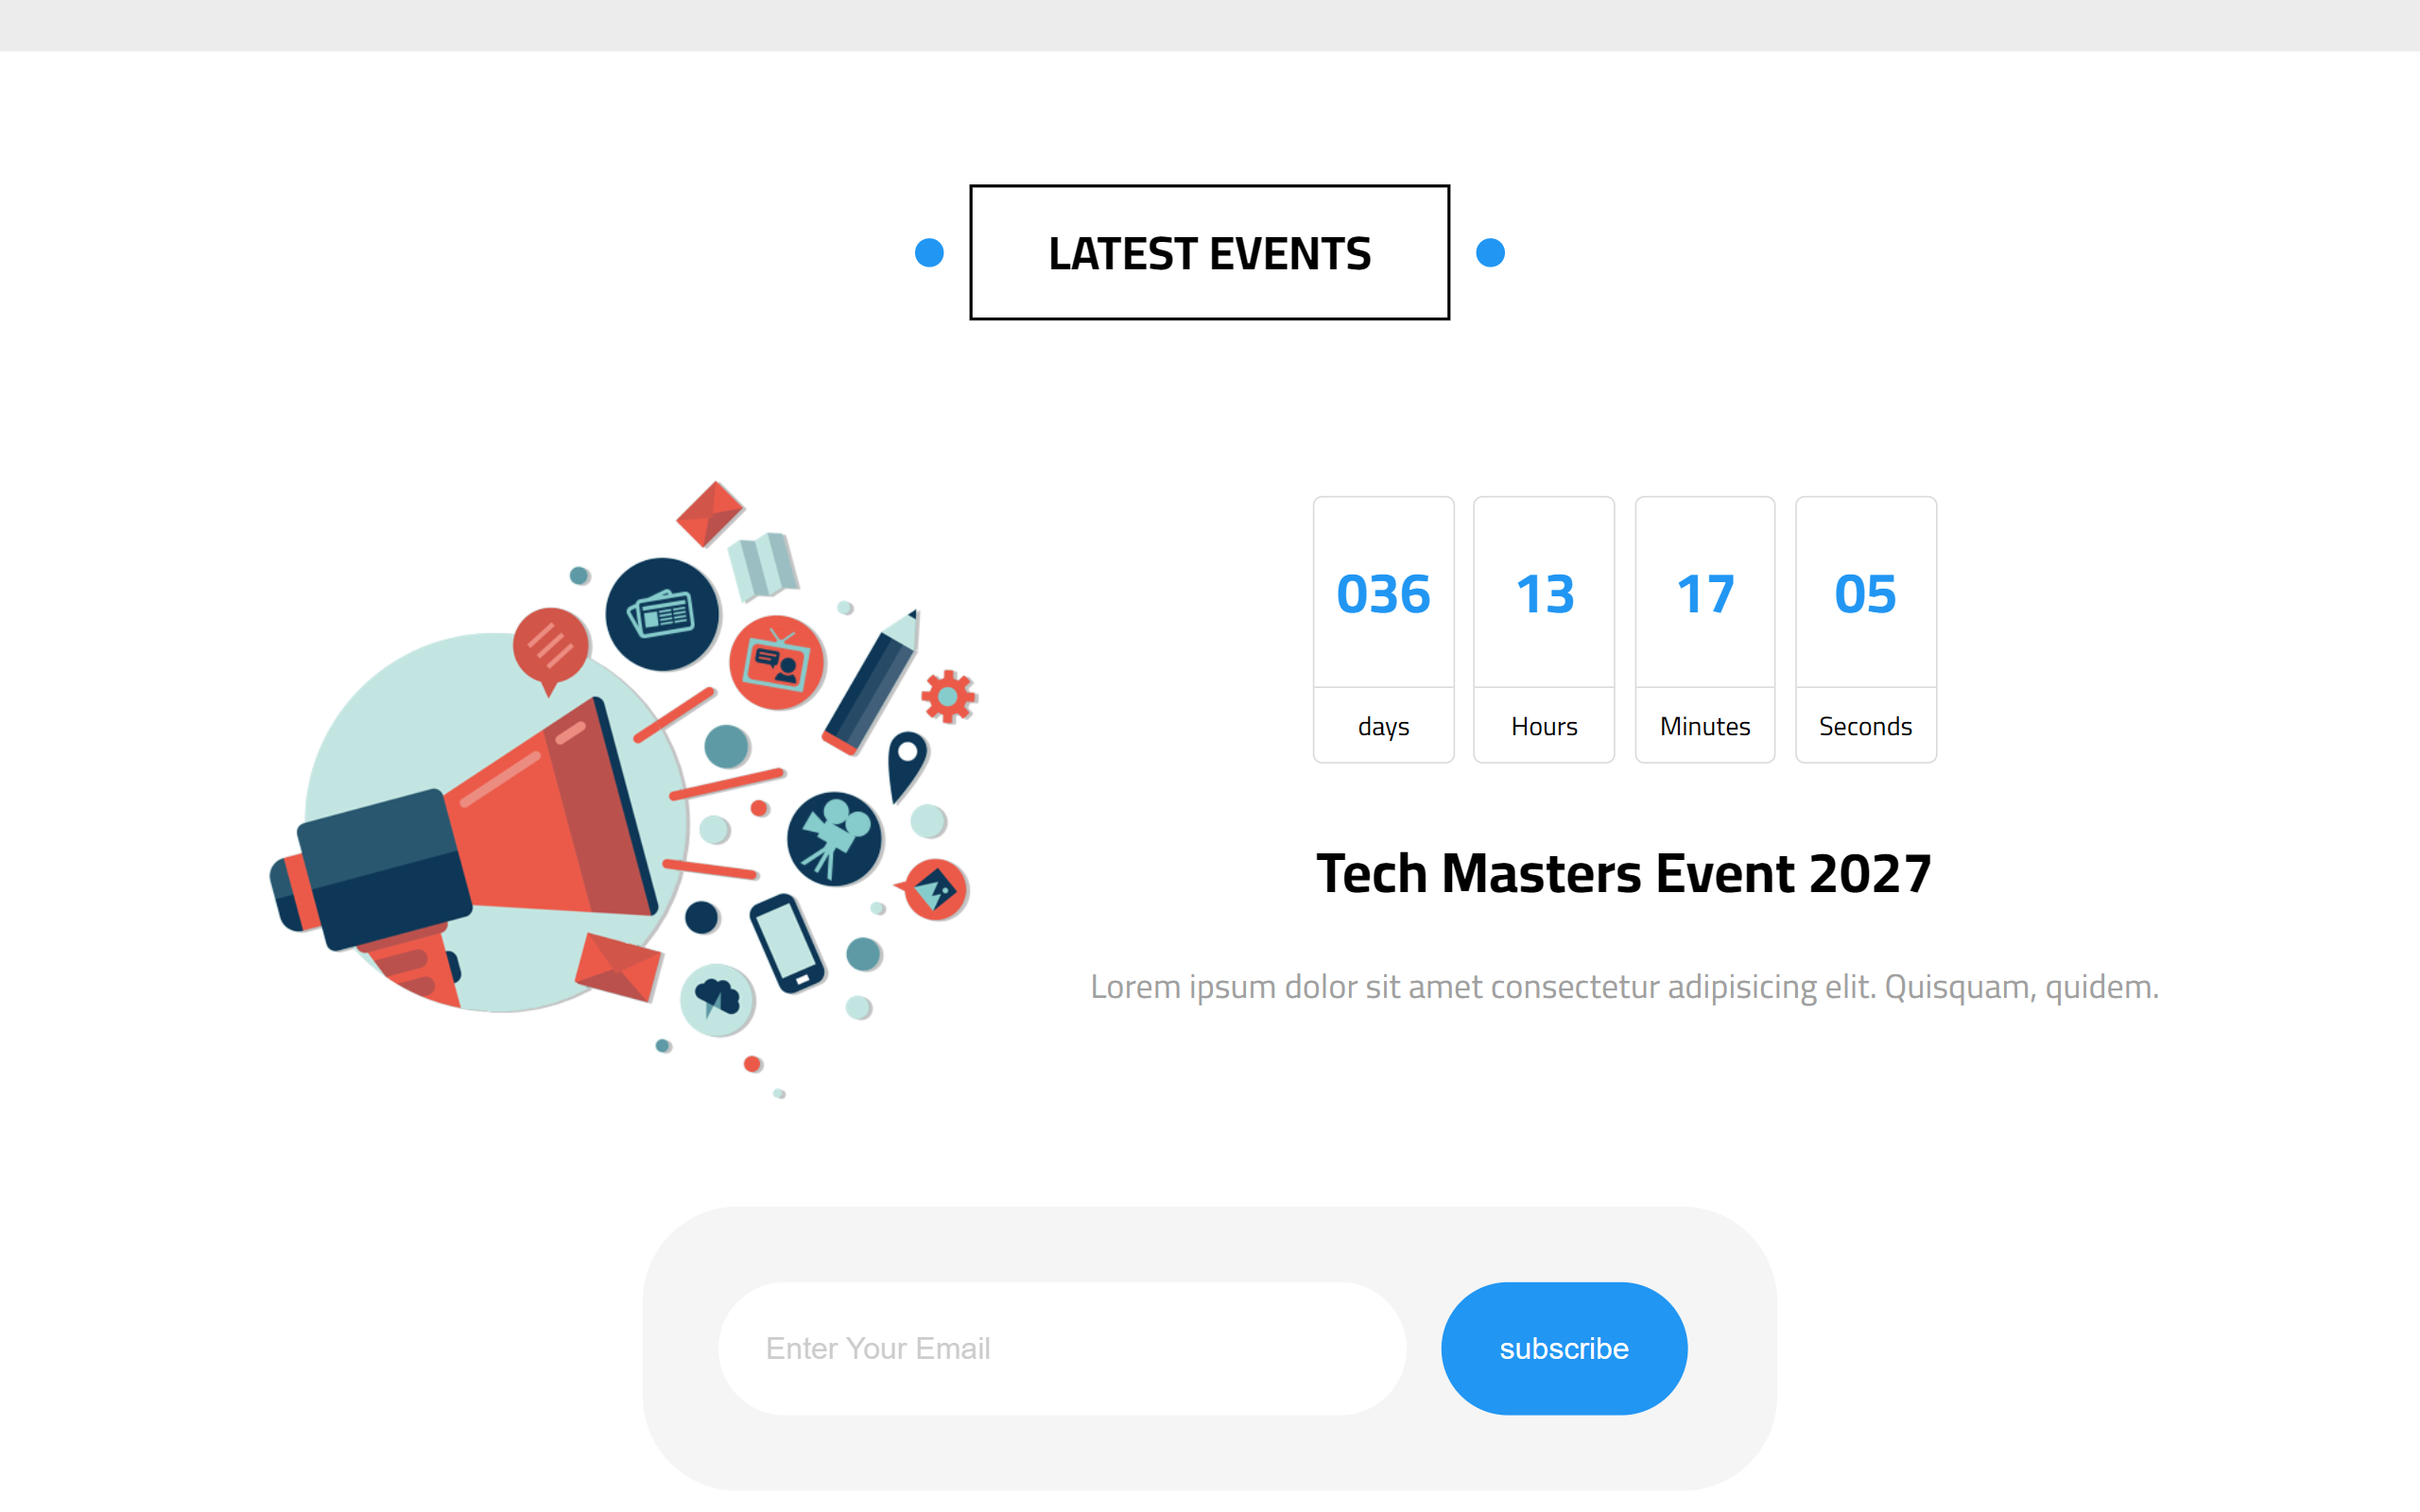 LATEST EVENTS
036 13 17 05
days Hours Minutes Seconds
Tech Masters Event 2027
Lorem ipsum dolor sit amet consectetur adipisicing elit. Quisquam, quidem.
Enter Your Email subscribe